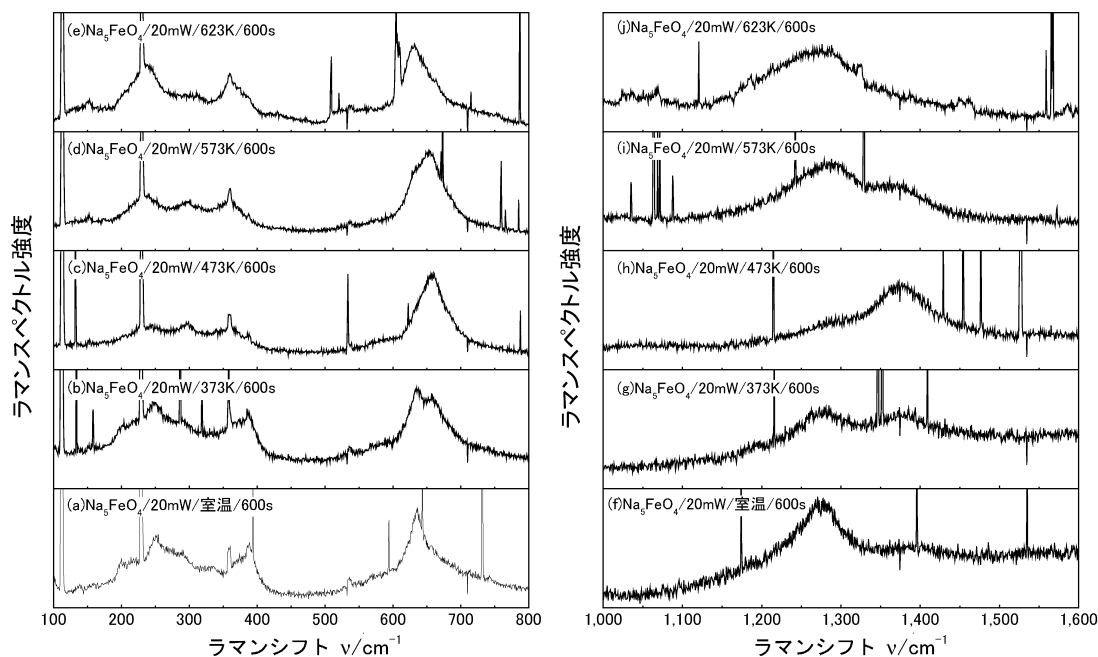 (e)Na5FeO4/20mW/623K/600s
(d)Na5FeO4/20mW/573K/600s
(c)Na5FeO4/20mW/473K/600s
(b)Na5FeO4/20mW/373K/600s
(a)Na5FeO4/20mW/室温/600s
ラマンスペクトル強度
100 200 300 400 500 600 700 800
ラマンシフト ν/cm-1
(j)Na5FeO4/20mW/623K/600s
(i)Na5FeO4/20mW/573K/600s
(h)Na5FeO4/20mW/473K/600s
(g)Na5FeO4/20mW/373K/600s
(f)Na5FeO4/20mW/室温/600s
ラマンスペクトル強度
1,000 1,100 1,200 1,300 1,400 1,500 1,600
ラマンシフト ν/cm-1